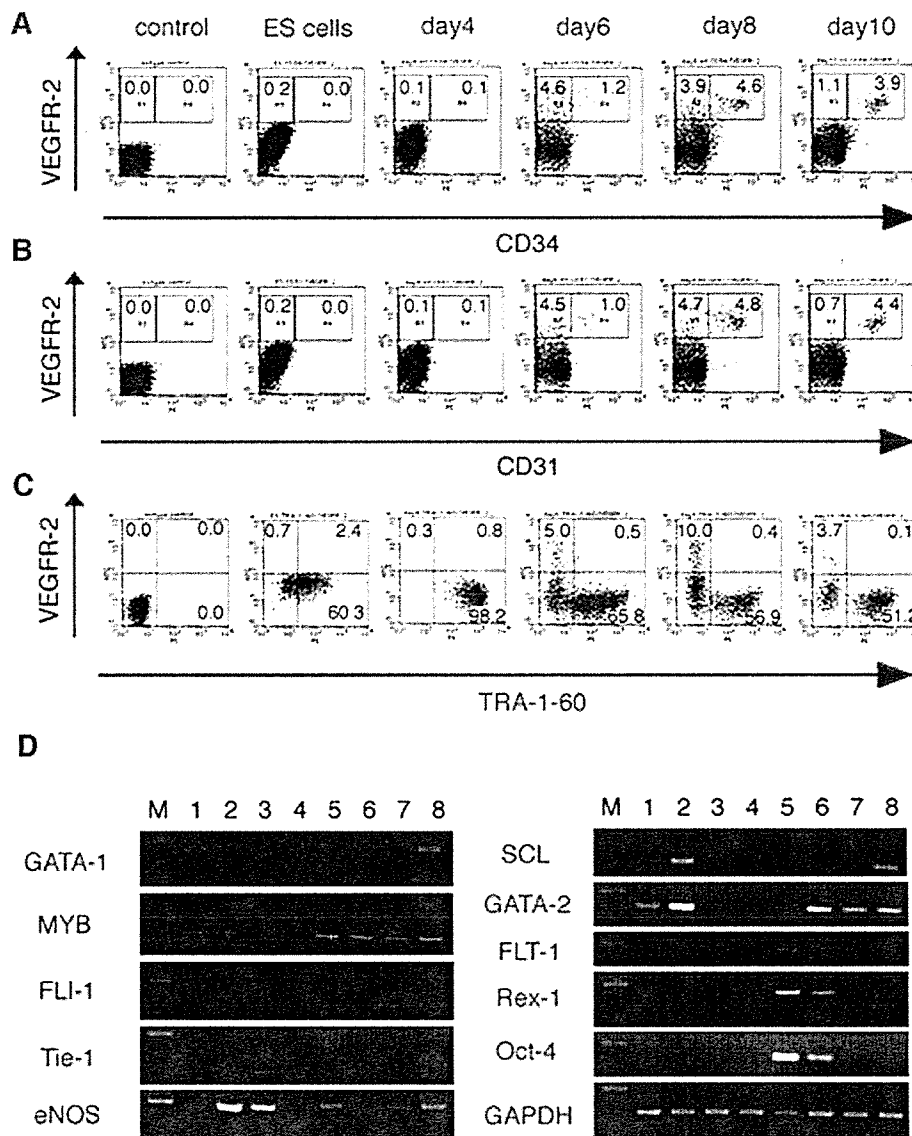 A
control ES cells day4 day6 day8 day10
VEGFR-2
0.0 0.0 0.2 0.0 0.1 0.1 4.6 1.2 3.9 4.6 1.1 3.9
CD34
B
VEGFR-2
0.0 0.0 0.2 0.0 0.1 0.1 4.5 1.0 4.7 4.8 0.7 4.4
CD31
C
VEGFR-2
0.0 0.0 0.7 2.4 0.3 0.8 5.0 0.5 10.0 0.4 3.7 0.1
0.0 60.3 98.2 65.8 56.9 51.2
TRA-1-60
D
M 1 2 3 4 5 6 7 8
GATA-1
MYB
FLI-1
Tie-1
eNOS
M 1 2 3 4 5 6 7 8
SCL
GATA-2
FLT-1
Rex-1
Oct-4
GAPDH